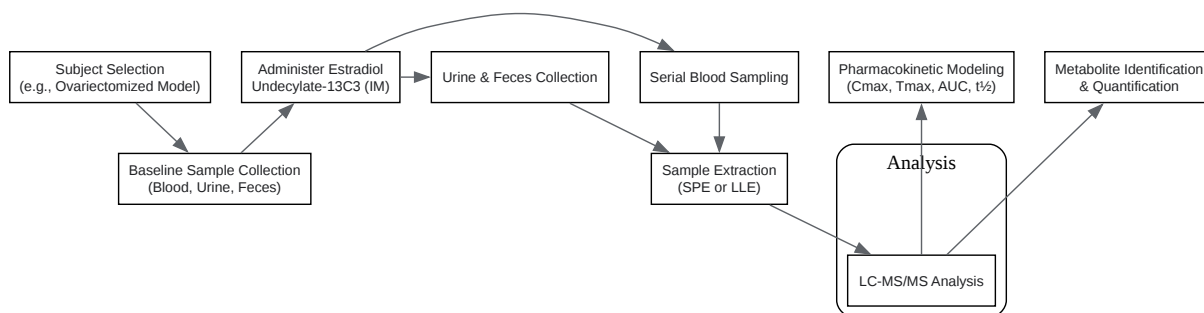 Subject Selection
(e.g., Ovariectomized Model)
Baseline Sample Collection
(Blood, Urine, Feces)
Administer Estradiol
Undecylate-13C3 (IM)
Urine & Feces Collection
Serial Blood Sampling
Sample Extraction
(SPE or LLE)
Analysis
LC-MS/MS Analysis
Pharmacokinetic Modeling
(Cmax, Tmax, AUC, t½)
Metabolite Identification
& Quantification